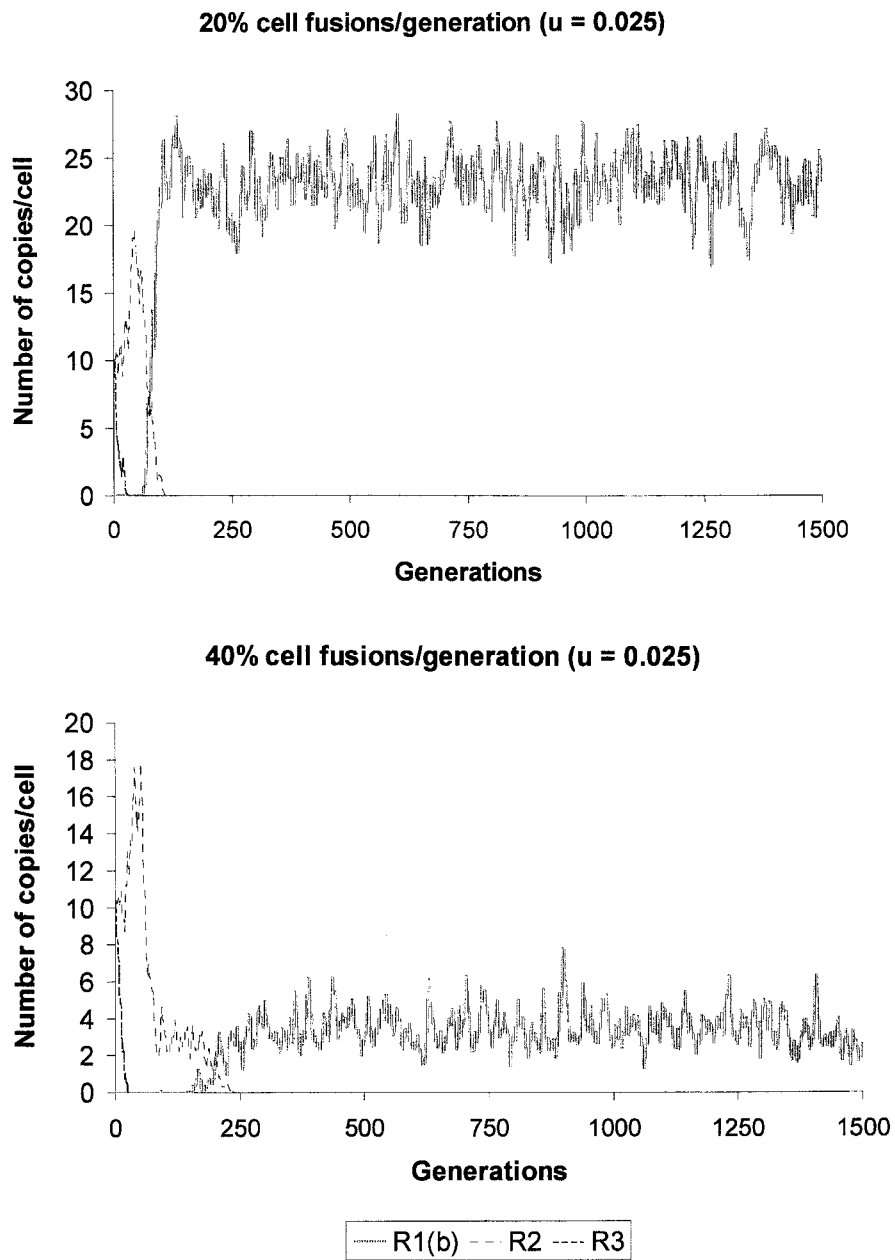 20% cell fusions/generation (u = 0.025)
30
25
20
15
10
5
0
Number of copies/cell
0 250 500 750 1000 1250 1500
Generations
40% cell fusions/generation (u = 0.025)
20
18
16
14
12
10
8
6
4
2
0
Number of copies/cell
0 250 500 750 1000 1250 1500
Generations
R1(b) R2 R3